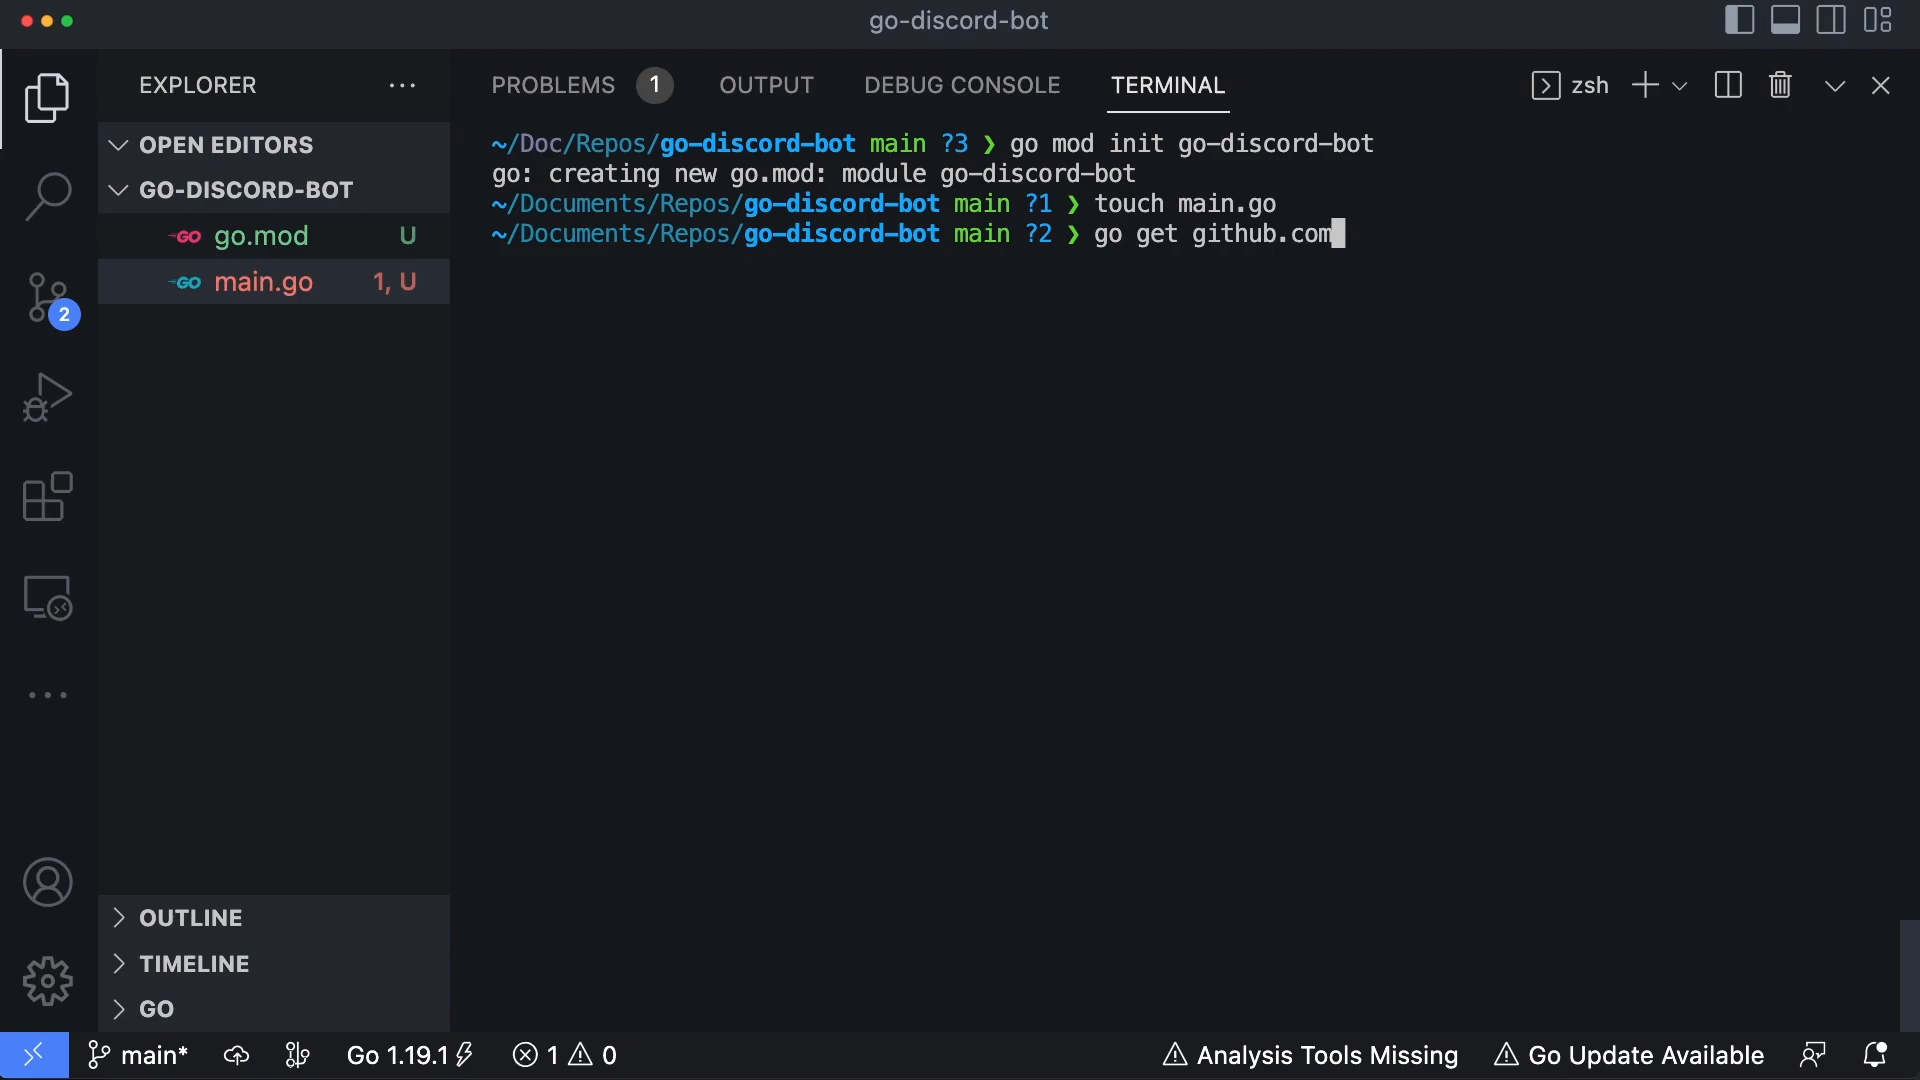 go-discord-bot
EXPLORER
PROBLEMS 1 OUTPUT DEBUG CONSOLE TERMINAL
zsh
OPEN EDITORS
GO-DISCORD-BOT
GO go.mod U
GO main.go 1, U
~/Doc/Repos/go-discord-bot main ?3 ❯ go mod init go-discord-bot
go: creating new go.mod: module go-discord-bot
~/Documents/Repos/go-discord-bot main ?1 ❯ touch main.go
~/Documents/Repos/go-discord-bot main ?2 ❯ go get github.com
2
OUTLINE
TIMELINE
GO
main* Go 1.19.1 1 0 Analysis Tools Missing Go Update Available